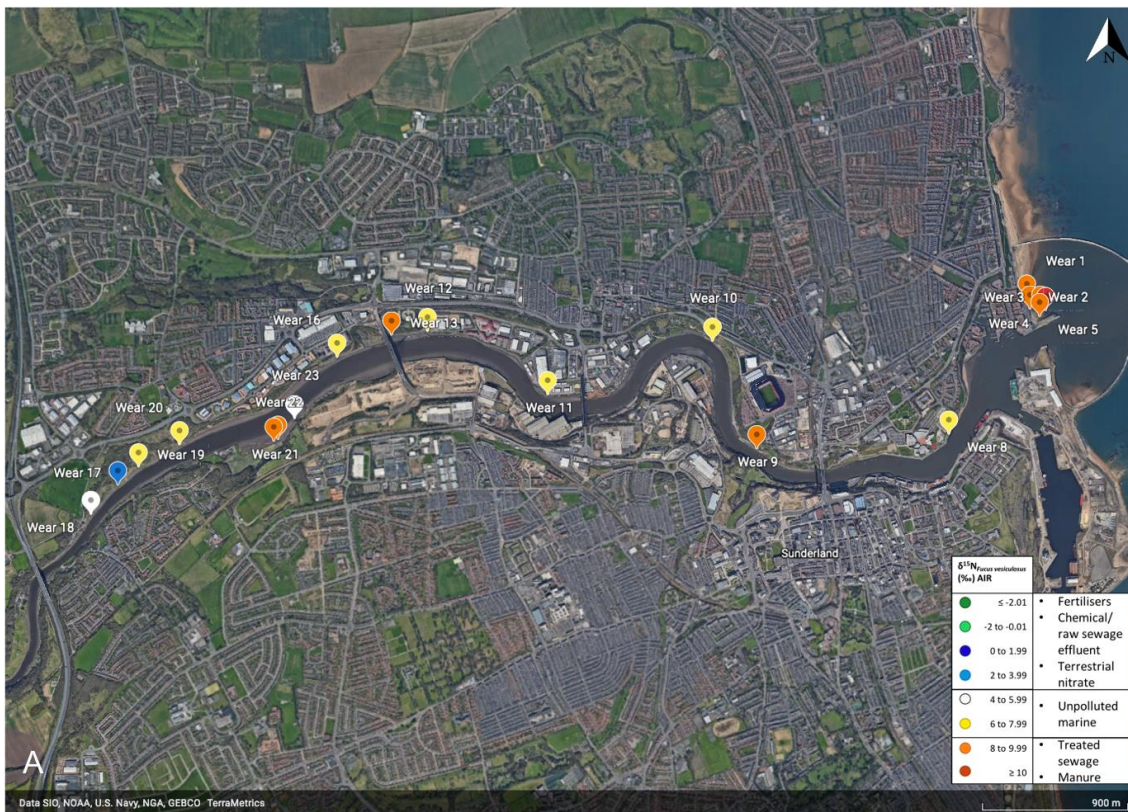 N
Wear 1
Wear 3
Wear 2
Wear 4
Wear 5
Wear 12
Wear 10
Wear 16
Wear 13
Wear 23
Wear 20
Wear 22
Wear 11
Wear 17
Wear 19
Wear 21
Wear 9
Wear 8
Wear 18
Sunderland
δ¹⁵N Fucus vesiculosus
(‰) AIR
≤ -2.01
-2 to -0.01
0 to 1.99
2 to 3.99
• Fertilisers
• Chemical/
raw sewage
effluent
• Terrestrial
nitrate
4 to 5.99
6 to 7.99
• Unpolluted
marine
8 to 9.99
≥ 10
• Treated
sewage
• Manure
A
Data SIO, NOAA, U.S. Navy, NGA, GEBCO TerraMetrics
900 m